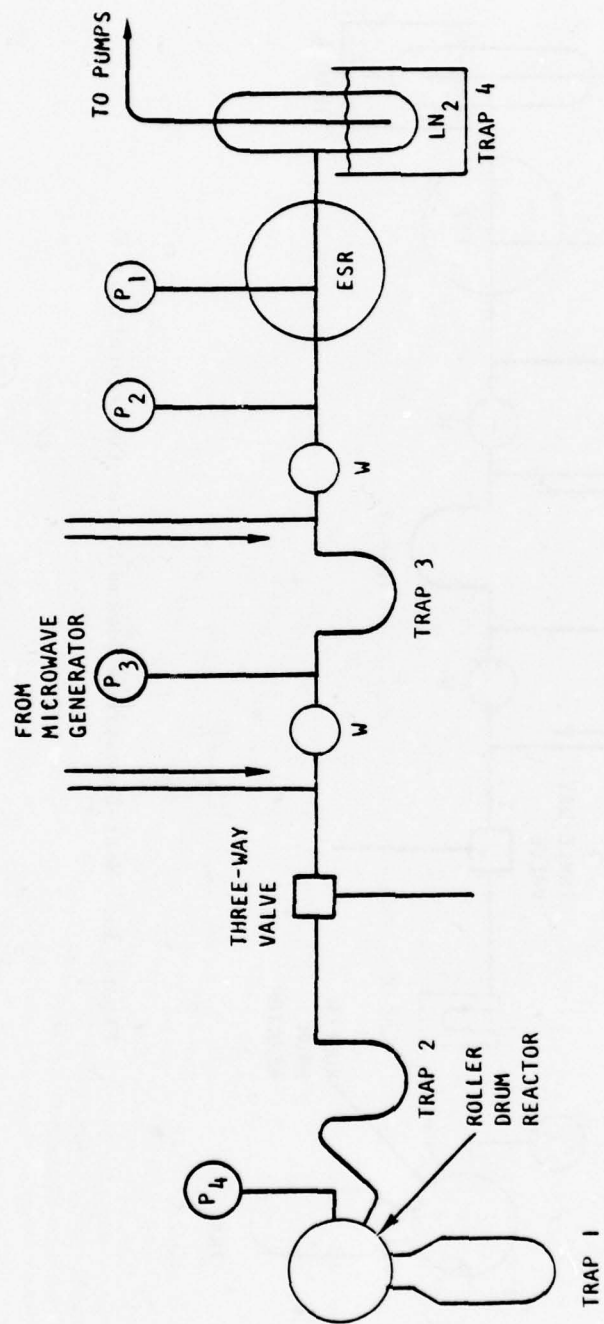 TO PUMPS
P1
P2
FROM
MICROWAVE
GENERATOR
P3
ESR
LN2
TRAP 4
W
TRAP 3
W
THREE-WAY
VALVE
P4
TRAP 2
ROLLER
DRUM
REACTOR
TRAP 1